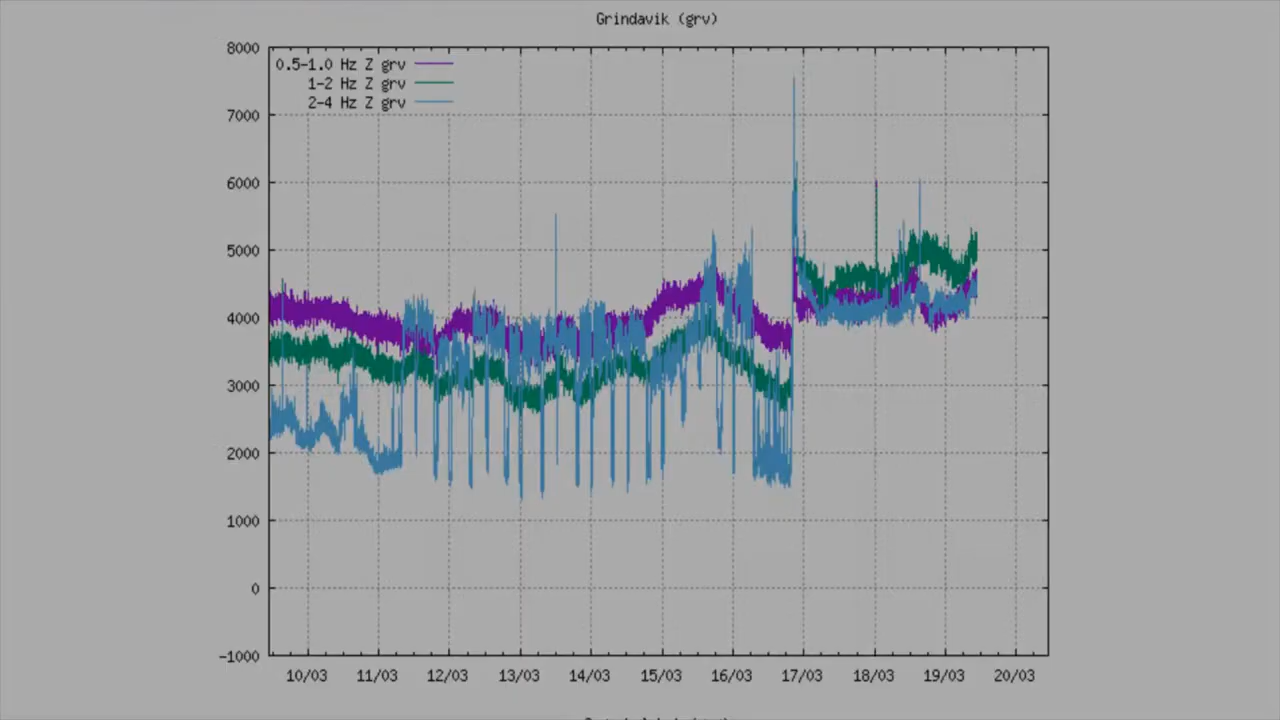 Grindavik (grv)
8000
7000
6000
5000
4000
3000
2000
1000
0
-1000
0.5-1.0 Hz Z grv
1-2 Hz Z grv
2-4 Hz Z grv
10/03 11/03 12/03 13/03 14/03 15/03 16/03 17/03 18/03 19/03 20/03